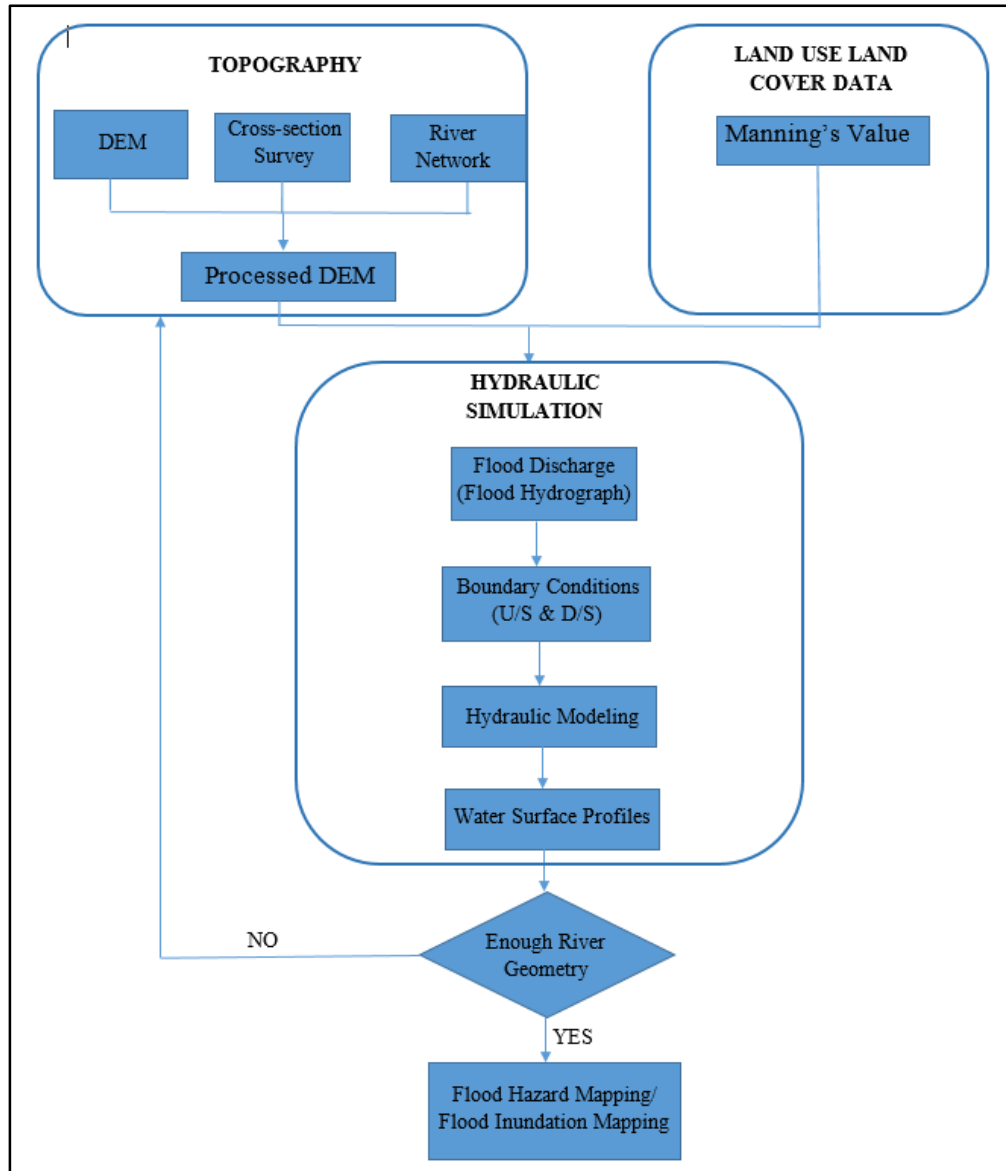 TOPOGRAPHY
DEM
Cross-section
Survey
River
Network
Processed DEM
LAND USE LAND
COVER DATA
Manning’s Value
HYDRAULIC
SIMULATION
Flood Discharge
(Flood Hydrograph)
Boundary Conditions
(U/S & D/S)
Hydraulic Modeling
Water Surface Profiles
Enough River
Geometry
NO
YES
Flood Hazard Mapping/
Flood Inundation Mapping